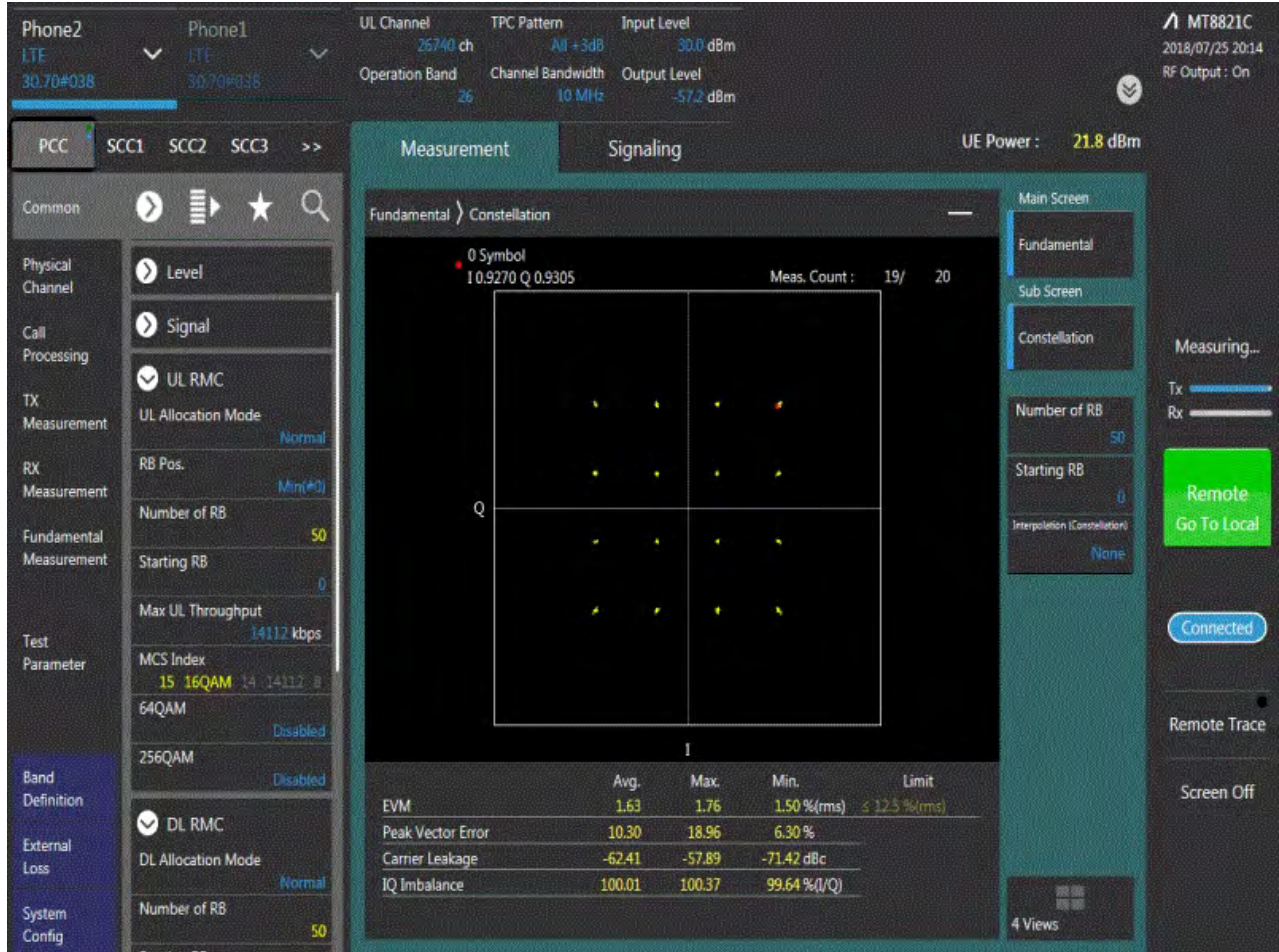 Phone2
LTE
30.70#038
Phone1
LTE
30.70#038
UL Channel
26740 ch
TPC Pattern
All +3dB
Input Level
30.0 dBm
Operation Band
26
Channel Bandwidth
10 MHz
Output Level
-57.2 dBm
MT8821C
2018/07/25 20:14
RF Output : On
PCC SCC1 SCC2 SCC3 >>
Measurement
Signaling
UE Power : 21.8 dBm
Common
Physical
Channel
Call
Processing
TX
Measurement
RX
Measurement
Fundamental
Measurement
Test
Parameter
Band
Definition
External
Loss
System
Config
Level
Signal
UL RMC
UL Allocation Mode
Normal
RB Pos.
Min(#0)
Number of RB
50
Starting RB
0
Max UL Throughput
14112 kbps
MCS Index
15 16QAM 14 14112 8
64QAM
Disabled
256QAM
Disabled
DL RMC
DL Allocation Mode
Normal
Number of RB
50
Fundamental Constellation
0 Symbol
I 0.9270 Q 0.9305
Meas. Count : 19/ 20
Q
I
Avg. Max. Min. Limit
EVM 1.63 1.76 1.50 %(rms) ≤ 12.5 %(rms)
Peak Vector Error 10.30 18.96 6.30 %
Carrier Leakage -62.41 -57.89 -71.42 dBc
IQ Imbalance 100.01 100.37 99.64 %(I/Q)
Main Screen
Fundamental
Sub Screen
Constellation
Number of RB
50
Starting RB
0
Interpolation (Constellation)
None
4 Views
Measuring...
Tx
Rx
Remote
Go To Local
Connected
Remote Trace
Screen Off